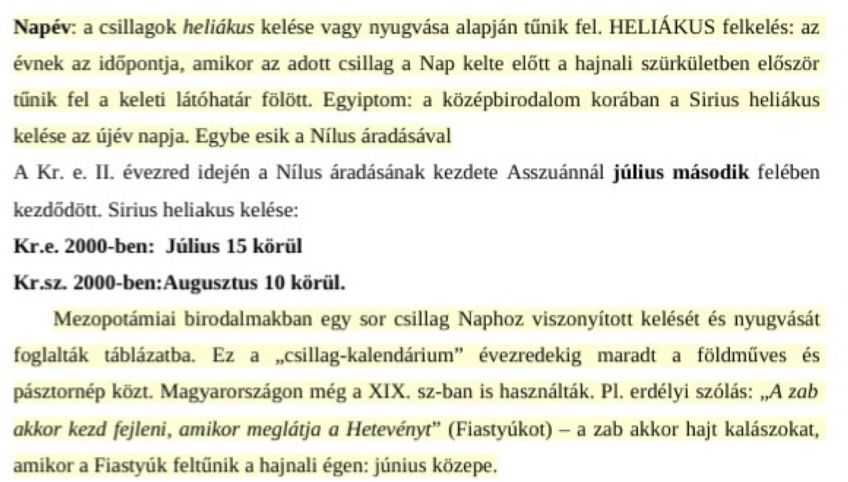 Napév: a csillagok heliákus kelése vagy nyugvása alapján tűnik fel. HELIÁKUS felkelés: az
évnek az időpontja, amikor az adott csillag a Nap kelte előtt a hajnali szürkületben először
tűnik fel a keleti látóhatár fölött. Egyiptom: a középbirodalom korában a Sirius heliákus
kelése az újév napja. Egybe esik a Nílus áradásával
A Kr. e. II. évezred idején a Nílus áradásának kezdete Asszuánnál július második felében
kezdődött. Sirius heliakus kelése:
Kr.e. 2000-ben: Július 15 körül
Kr.sz. 2000-ben:Augusztus 10 körül.
Mezopotámiai birodalmakban egy sor csillag Naphoz viszonyított kelését és nyugvását
foglalták táblázatba. Ez a „csillag-kalendárium” évezredekig maradt a földműves és
pásztornép közt. Magyarországon még a XIX. sz-ban is használták. Pl. erdélyi szólás: „A zab
akkor kezd fejleni, amikor meglátja a Hetevényt” (Fiastyúkot) – a zab akkor hajt kalászokat,
amikor a Fiastyúk feltűnik a hajnali égen: június közepe.